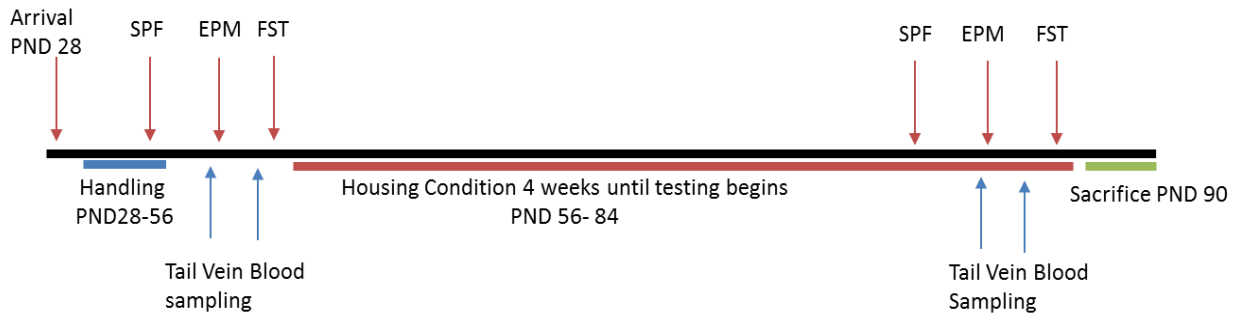 Arrival
PND 28
SPF
EPM
FST
SPF
EPM
FST
Handling
PND28-56
Housing Condition 4 weeks until testing begins
PND 56- 84
Sacrifice PND 90
Tail Vein Blood
sampling
Tail Vein Blood
Sampling